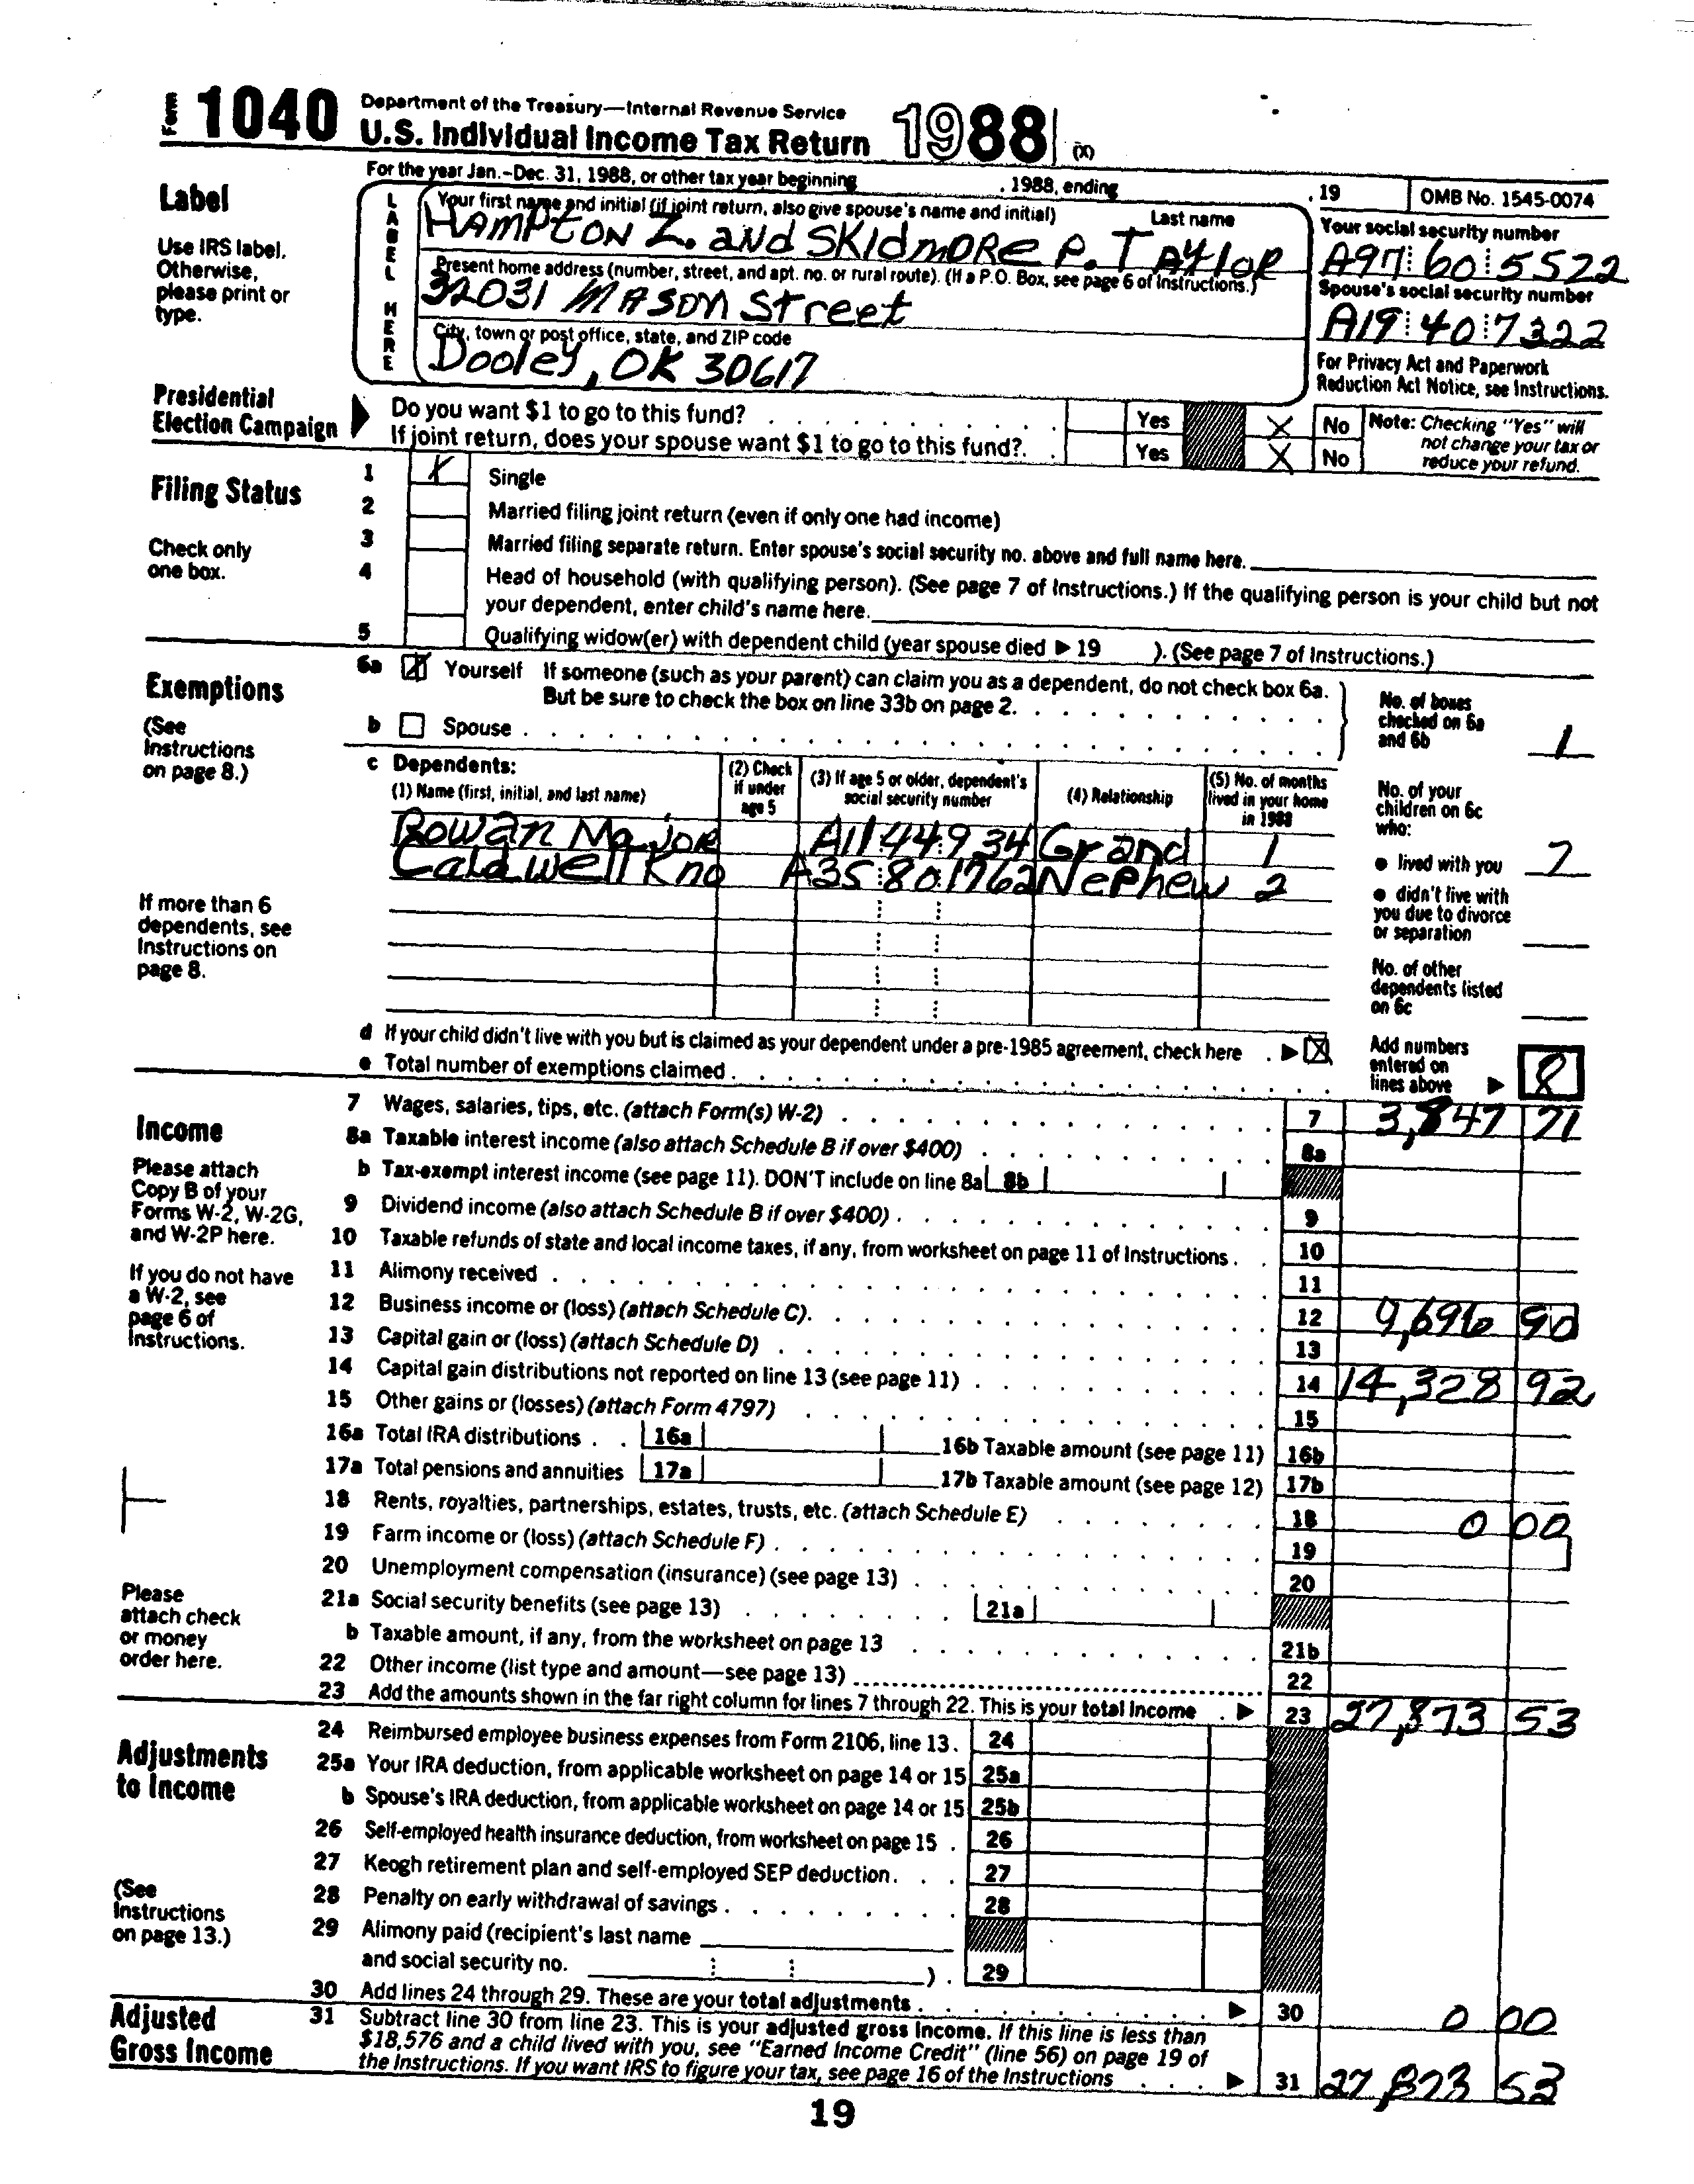 Form 1040 Department of the Treasury—Internal Revenue Service
U.S. Individual Income Tax Return 1988 (X)
For the year Jan.-Dec. 31, 1988, or other tax year beginning , 1988, ending , 19 OMB No. 1545-0074
Label
Use IRS label.
Otherwise,
please print or
type.
LABEL HERE
Your first name and initial (if joint return, also give spouse's name and initial) Last name
HAMPTON Z. and SKIdmORE P. TAYlOR
Your social security number
A97 60 5522
Present home address (number, street, and apt. no. or rural route). (If a P.O. Box, see page 6 of Instructions.)
32031 MASON Street
Spouse's social security number
A19 40 7322
City, town or post office, state, and ZIP code
Dooley, OK 30617
For Privacy Act and Paperwork
Reduction Act Notice, see Instructions.
Presidential
Election Campaign
Do you want $1 to go to this fund? Yes X No
If joint return, does your spouse want $1 to go to this fund? Yes X No
Note: Checking "Yes" will
not change your tax or
reduce your refund.
Filing Status
Check only
one box.
1 X Single
2 Married filing joint return (even if only one had income)
3 Married filing separate return. Enter spouse's social security no. above and full name here.
4 Head of household (with qualifying person). (See page 7 of Instructions.) If the qualifying person is your child but not
your dependent, enter child's name here.
5 Qualifying widow(er) with dependent child (year spouse died ▶ 19 ). (See page 7 of Instructions.)
Exemptions
(See
Instructions
on page 8.)
6a X Yourself If someone (such as your parent) can claim you as a dependent, do not check box 6a.
But be sure to check the box on line 33b on page 2.
b Spouse
No. of boxes
checked on 6a
and 6b 1
c Dependents:
(1) Name (first, initial, and last name)
(2) Check
if under
age 5
(3) If age 5 or older, dependent's
social security number
(4) Relationship
(5) No. of months
lived in your home
in 1988
Rowan Major A11 44 934 Grand 1
Caldwell Kno A35 80 1762 Nephew 2
No. of your
children on 6c
who:
● lived with you 7
● didn't live with
you due to divorce
or separation
No. of other
dependents listed
on 6c
If more than 6
dependents, see
Instructions on
page 8.
d If your child didn't live with you but is claimed as your dependent under a pre-1985 agreement, check here ▶ X
e Total number of exemptions claimed
Add numbers
entered on
lines above ▶ 8
Income
Please attach
Copy B of your
Forms W-2, W-2G,
and W-2P here.
If you do not have
a W-2, see
page 6 of
Instructions.
Please
attach check
or money
order here.
7 Wages, salaries, tips, etc. (attach Form(s) W-2) 7 3,847 71
8a Taxable interest income (also attach Schedule B if over $400) 8a
b Tax-exempt interest income (see page 11). DON'T include on line 8a 8b
9 Dividend income (also attach Schedule B if over $400) 9
10 Taxable refunds of state and local income taxes, if any, from worksheet on page 11 of Instructions 10
11 Alimony received 11
12 Business income or (loss) (attach Schedule C) 12 9,696 90
13 Capital gain or (loss) (attach Schedule D) 13
14 Capital gain distributions not reported on line 13 (see page 11) 14 14,328 92
15 Other gains or (losses) (attach Form 4797) 15
16a Total IRA distributions 16a 16b Taxable amount (see page 11) 16b
17a Total pensions and annuities 17a 17b Taxable amount (see page 12) 17b
18 Rents, royalties, partnerships, estates, trusts, etc. (attach Schedule E) 18 0 00
19 Farm income or (loss) (attach Schedule F) 19
20 Unemployment compensation (insurance) (see page 13) 20
21a Social security benefits (see page 13) 21a
b Taxable amount, if any, from the worksheet on page 13 21b
22 Other income (list type and amount—see page 13) 22
23 Add the amounts shown in the far right column for lines 7 through 22. This is your total income ▶ 23 27,873 53
Adjustments
to Income
(See
Instructions
on page 13.)
24 Reimbursed employee business expenses from Form 2106, line 13. 24
25a Your IRA deduction, from applicable worksheet on page 14 or 15 25a
b Spouse's IRA deduction, from applicable worksheet on page 14 or 15 25b
26 Self-employed health insurance deduction, from worksheet on page 15 26
27 Keogh retirement plan and self-employed SEP deduction 27
28 Penalty on early withdrawal of savings 28
29 Alimony paid (recipient's last name
and social security no. ) 29
30 Add lines 24 through 29. These are your total adjustments ▶ 30 0 00
Adjusted
Gross Income
31 Subtract line 30 from line 23. This is your adjusted gross income. If this line is less than
$18,576 and a child lived with you, see "Earned Income Credit" (line 56) on page 19 of
the Instructions. If you want IRS to figure your tax, see page 16 of the Instructions ▶ 31 27,873 53
19